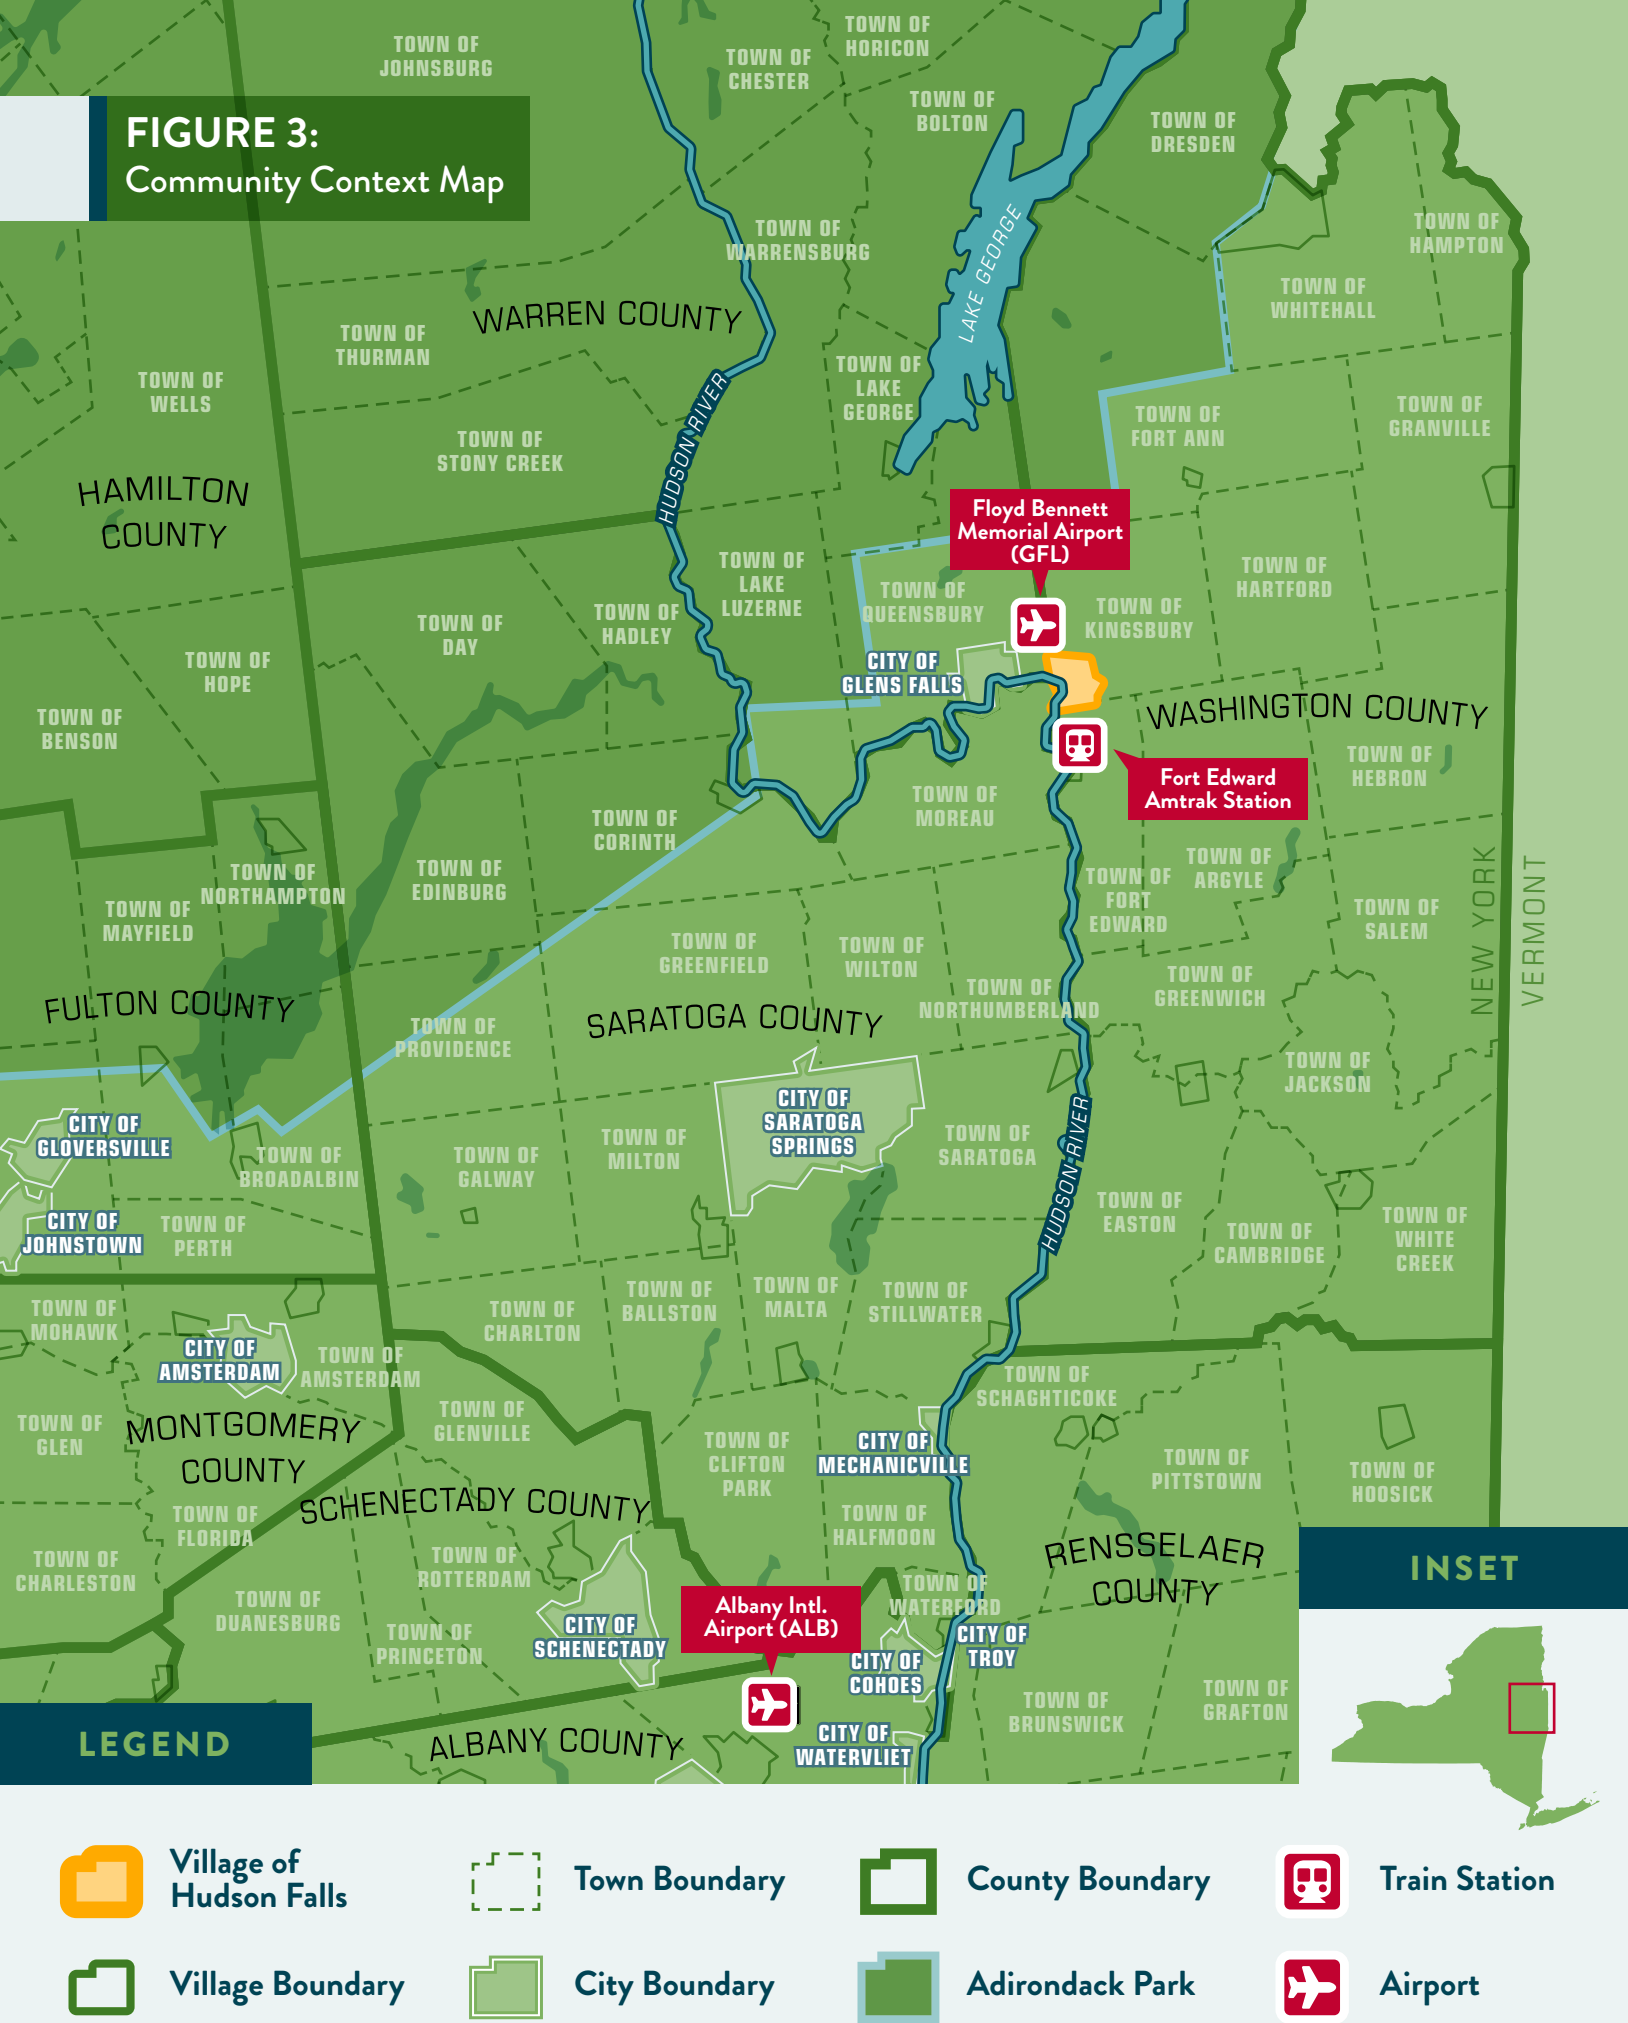 FIGURE 3:
Community Context Map
TOWN OF
JOHNSBURG
TOWN OF
CHESTER
TOWN OF
HORICON
TOWN OF
BOLTON
TOWN OF
DRESDEN
TOWN OF
HAMPTON
TOWN OF
WARRENSBURG
LAKE GEORGE
TOWN OF
WHITEHALL
WARREN COUNTY
TOWN OF
THURMAN
TOWN OF
WELLS
TOWN OF
LAKE
GEORGE
TOWN OF
FORT ANN
TOWN OF
GRANVILLE
TOWN OF
STONY CREEK
HUDSON RIVER
HAMILTON
COUNTY
Floyd Bennett
Memorial Airport
(GFL)
TOWN OF
LAKE
LUZERNE
TOWN OF
QUEENSBURY
TOWN OF
KINGSBURY
TOWN OF
HARTFORD
TOWN OF
DAY
TOWN OF
HADLEY
TOWN OF
HOPE
CITY OF
GLENS FALLS
TOWN OF
BENSON
WASHINGTON COUNTY
TOWN OF
HEBRON
Fort Edward
Amtrak Station
TOWN OF
MOREAU
TOWN OF
CORINTH
TOWN OF
NORTHAMPTON
TOWN OF
EDINBURG
TOWN OF
MAYFIELD
TOWN OF
FORT
EDWARD
TOWN OF
ARGYLE
TOWN OF
SALEM
NEW YORK
VERMONT
TOWN OF
GREENFIELD
TOWN OF
WILTON
TOWN OF
NORTHUMBERLAND
TOWN OF
GREENWICH
FULTON COUNTY
SARATOGA COUNTY
TOWN OF
PROVIDENCE
TOWN OF
JACKSON
CITY OF
SARATOGA
SPRINGS
CITY OF
GLOVERSVILLE
TOWN OF
BROADALBIN
TOWN OF
GALWAY
TOWN OF
MILTON
TOWN OF
SARATOGA
HUDSON RIVER
TOWN OF
EASTON
CITY OF
JOHNSTOWN
TOWN OF
PERTH
TOWN OF
CAMBRIDGE
TOWN OF
WHITE
CREEK
TOWN OF
MOHAWK
TOWN OF
CHARLTON
TOWN OF
BALLSTON
TOWN OF
MALTA
TOWN OF
STILLWATER
CITY OF
AMSTERDAM
TOWN OF
AMSTERDAM
TOWN OF
SCHAGHTICOKE
TOWN OF
GLEN
MONTGOMERY
COUNTY
TOWN OF
GLENVILLE
TOWN OF
CLIFTON
PARK
CITY OF
MECHANICVILLE
TOWN OF
PITTSTOWN
TOWN OF
HOOSICK
SCHENECTADY COUNTY
TOWN OF
FLORIDA
TOWN OF
HALFMOON
RENSSELAER
COUNTY
TOWN OF
CHARLESTON
TOWN OF
ROTTERDAM
TOWN OF
DUANESBURG
TOWN OF
PRINCETON
CITY OF
SCHENECTADY
Albany Intl.
Airport (ALB)
TOWN OF
WATERFORD
CITY OF
TROY
CITY OF
COHOES
TOWN OF
BRUNSWICK
TOWN OF
GRAFTON
ALBANY COUNTY
CITY OF
WATERVLIET
INSET
LEGEND
Village of
Hudson Falls
Town Boundary
County Boundary
Train Station
Village Boundary
City Boundary
Adirondack Park
Airport